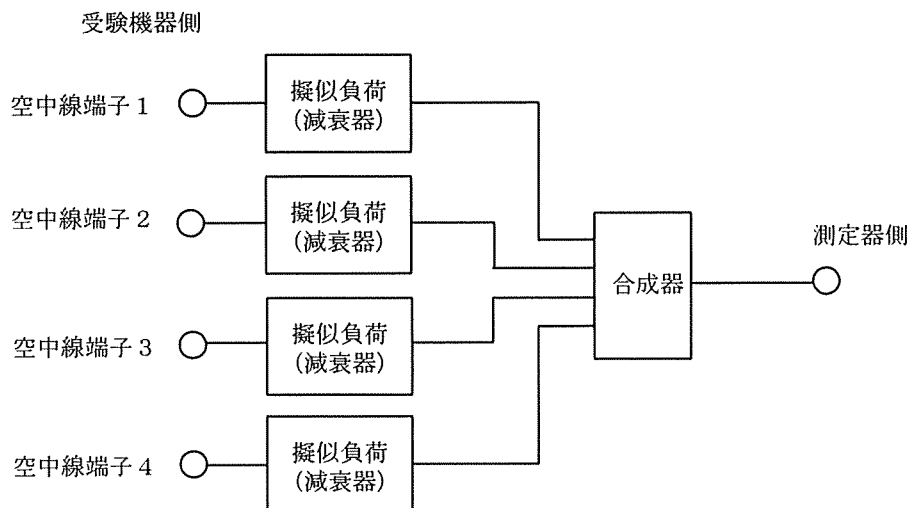 受験機器側
空中線端子 1
擬似負荷
(減衰器)
空中線端子 2
擬似負荷
(減衰器)
合成器
測定器側
空中線端子 3
擬似負荷
(減衰器)
空中線端子 4
擬似負荷
(減衰器)